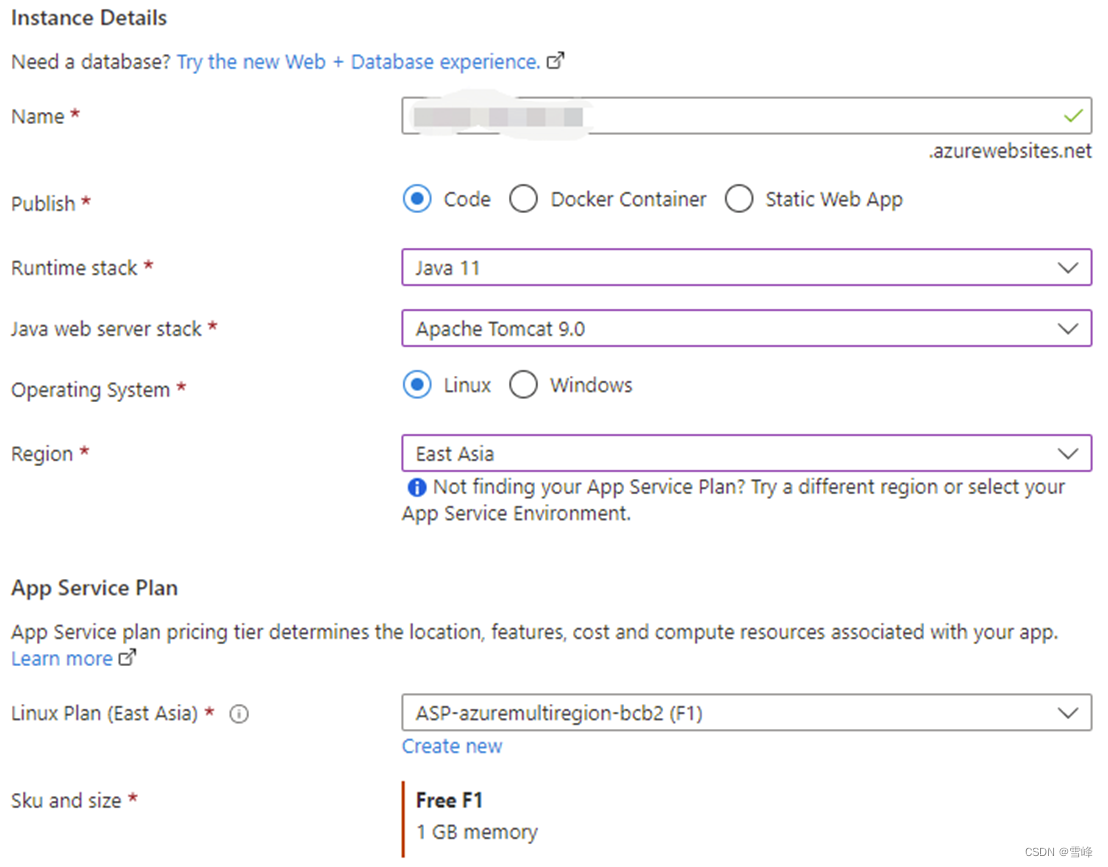 Instance Details
Need a database? Try the new Web + Database experience.
Name *
.azurewebsites.net
Publish *
Code
Docker Container
Static Web App
Runtime stack *
Java 11
Java web server stack *
Apache Tomcat 9.0
Operating System *
Linux
Windows
Region *
East Asia
Not finding your App Service Plan? Try a different region or select your
App Service Environment.
App Service Plan
App Service plan pricing tier determines the location, features, cost and compute resources associated with your app.
Learn more
Linux Plan (East Asia) *
ASP-azuremultiregion-bcb2 (F1)
Create new
Sku and size *
Free F1
1 GB memory
CSDN @雪峰